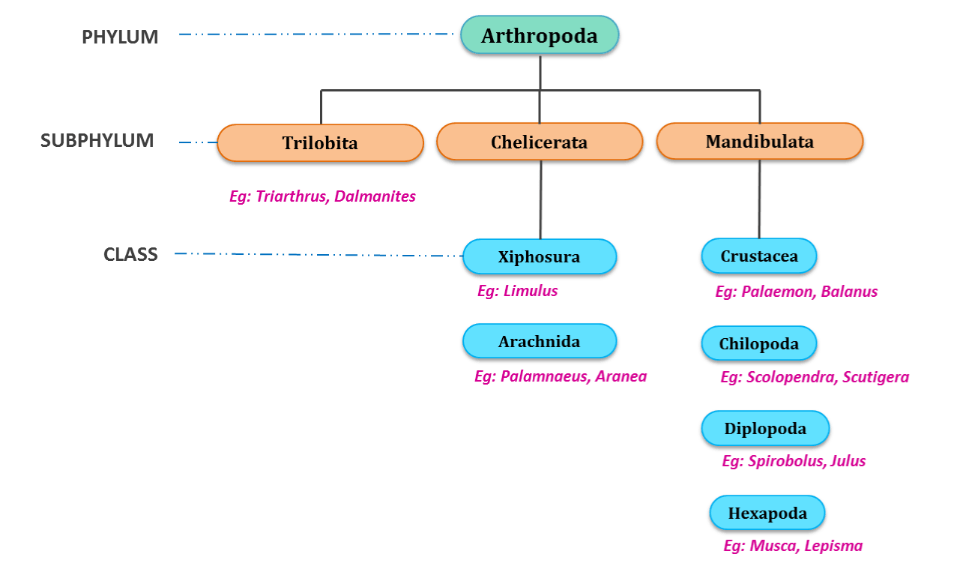 PHYLUM
Arthropoda
SUBPHYLUM
Trilobita
Chelicerata
Mandibulata
Eg: Triarthrus, Dalmanites
CLASS
Xiphosura
Crustacea
Eg: Limulus
Eg: Palaemon, Balanus
Arachnida
Chilopoda
Eg: Palamnaeus, Aranea
Eg: Scolopendra, Scutigera
Diplopoda
Eg: Spirobolus, Julus
Hexapoda
Eg: Musca, Lepisma